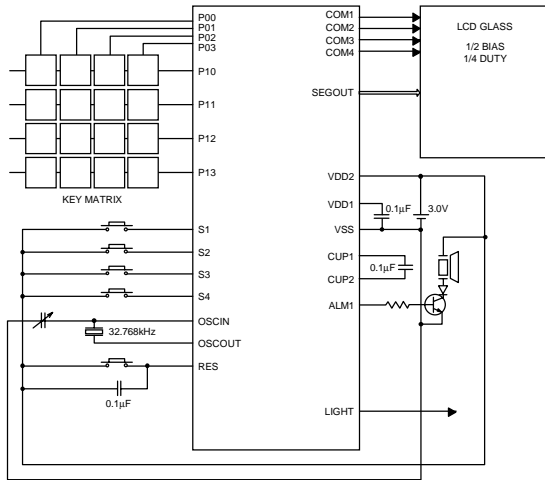 P00
P01
P02
P03
P10
P11
P12
P13
KEY MATRIX
S1
S2
S3
S4
OSCIN
32.768kHz
OSCOUT
RES
0.1µF
COM1
COM2
COM3
COM4
SEGOUT
VDD2
VDD1
0.1µF
3.0V
VSS
CUP1
0.1µF
CUP2
ALM1
LIGHT
LCD GLASS
1/2 BIAS
1/4 DUTY